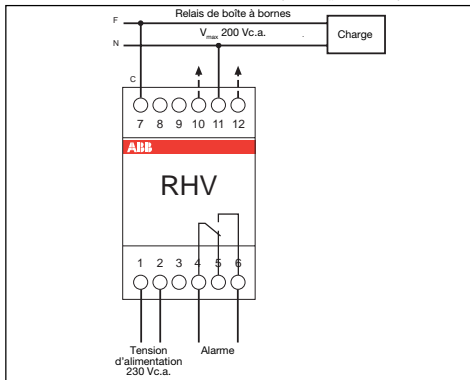 Relais de boîte à bornes
F
Vmax 200 Vc.a.
Charge
N
C
7 8 9 10 11 12
ABB
RHV
1 2 3 4 5 6
Tension
d'alimentation
230 Vc.a.
Alarme